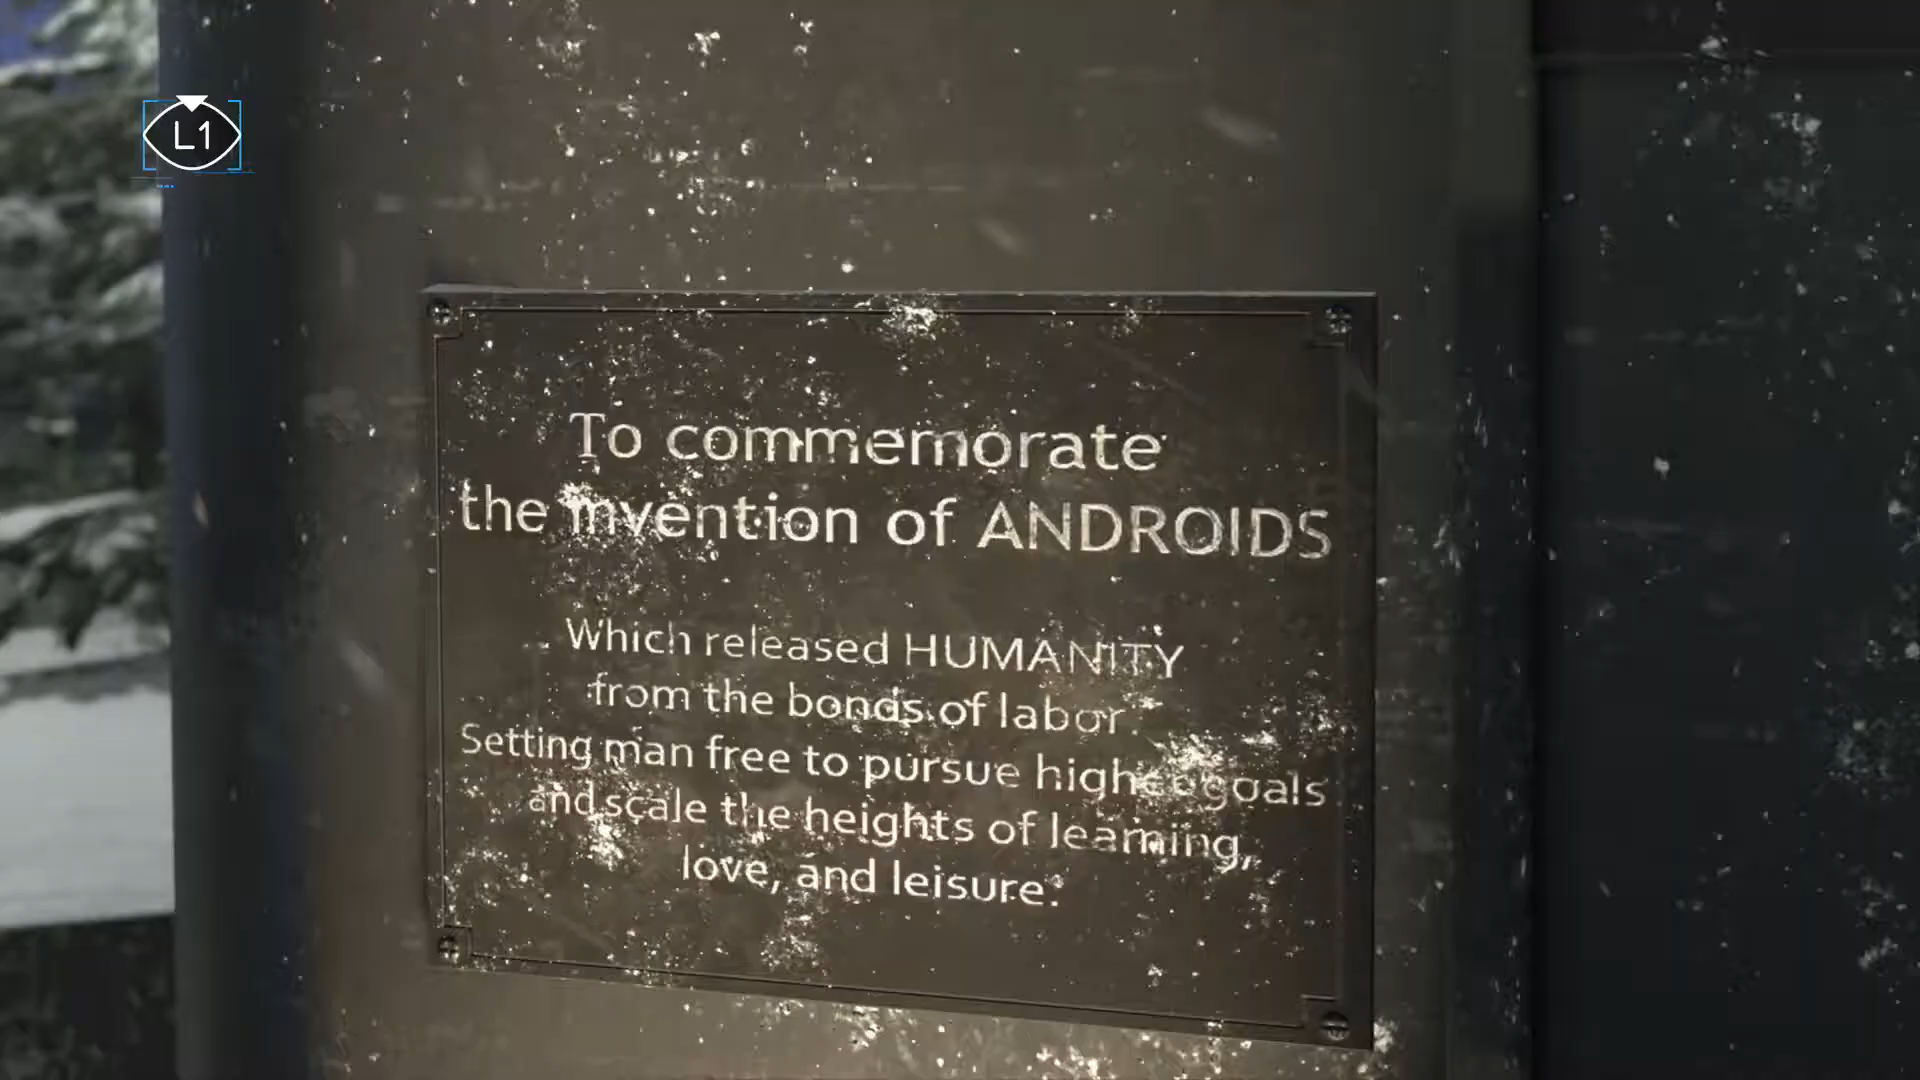 L1
To commemorate
the invention of ANDROIDS
Which released HUMANITY
from the bonds of labor.
Setting man free to pursue higher goals
and scale the heights of learning,
love, and leisure.